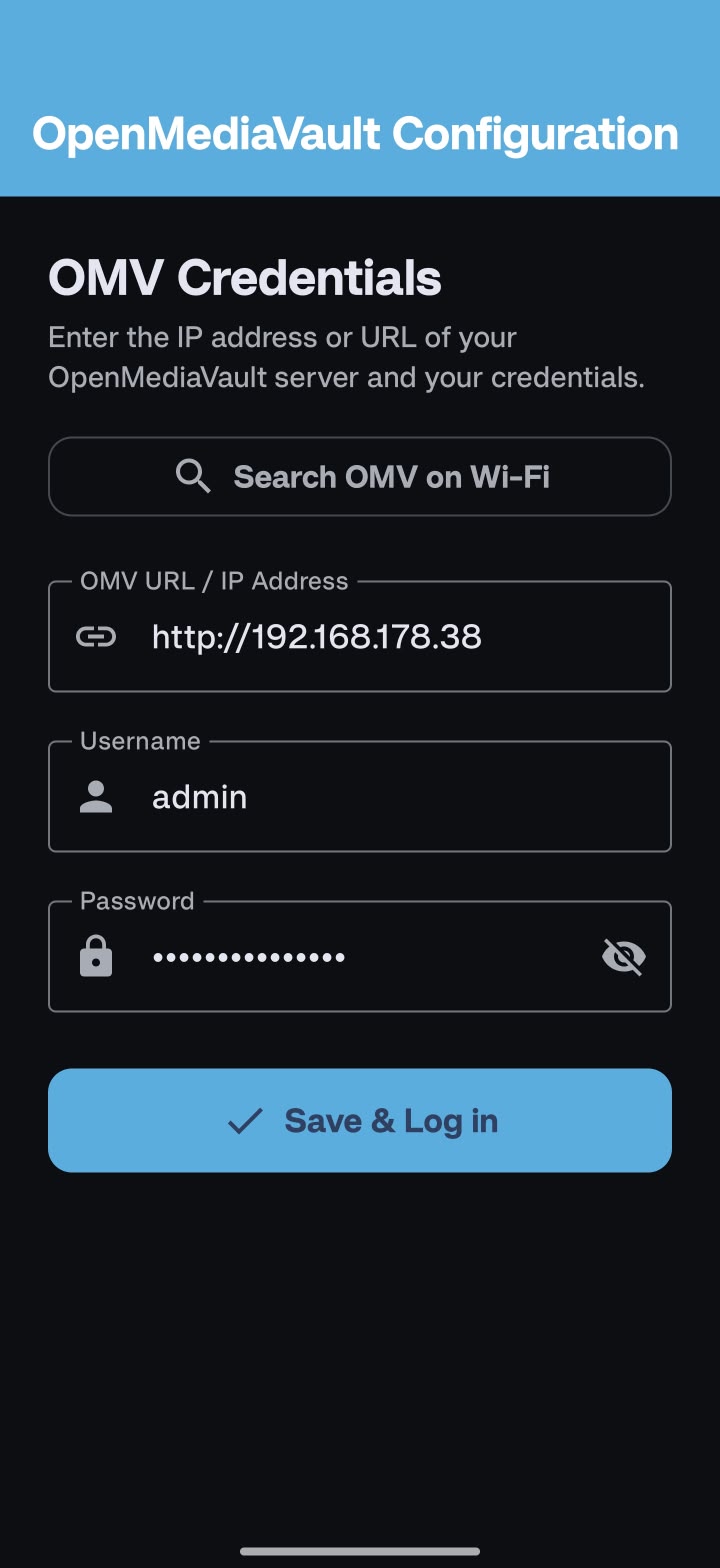 OpenMediaVault Configuration
OMV Credentials
Enter the IP address or URL of your
OpenMediaVault server and your credentials.
Search OMV on Wi-Fi
OMV URL / IP Address
http://192.168.178.38
Username
admin
Password
•••••••••••••••
Save & Log in